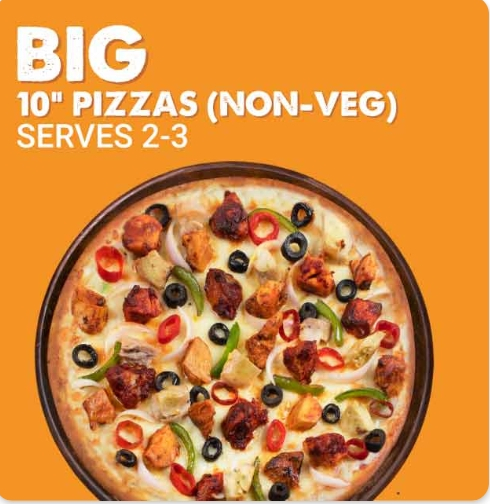 BIG
10" PIZZAS (NON-VEG)
SERVES 2-3